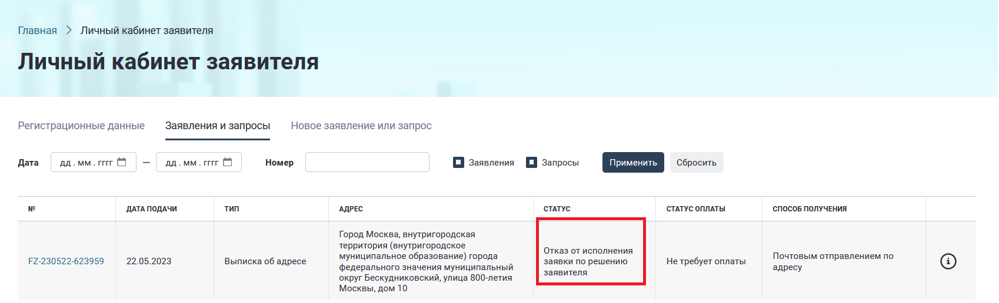 Главная > Личный кабинет заявителя
Личный кабинет заявителя
Регистрационные данные Заявления и запросы Новое заявление или запрос
Дата дд . мм . гггг — дд . мм . гггг Номер Заявления Запросы Применить Сбросить
№ ДАТА ПОДАЧИ ТИП АДРЕС СТАТУС СТАТУС ОПЛАТЫ СПОСОБ ПОЛУЧЕНИЯ
FZ-230522-623959
22.05.2023
Выписка об адресе
Город Москва, внутригородская
территория (внутригородское
муниципальное образование) города
федерального значения муниципальный
округ Бескудниковский, улица 800-летия
Москвы, дом 10
Отказ от исполнения
заявки по решению
заявителя
Не требует оплаты
Почтовым отправлением по
адресу